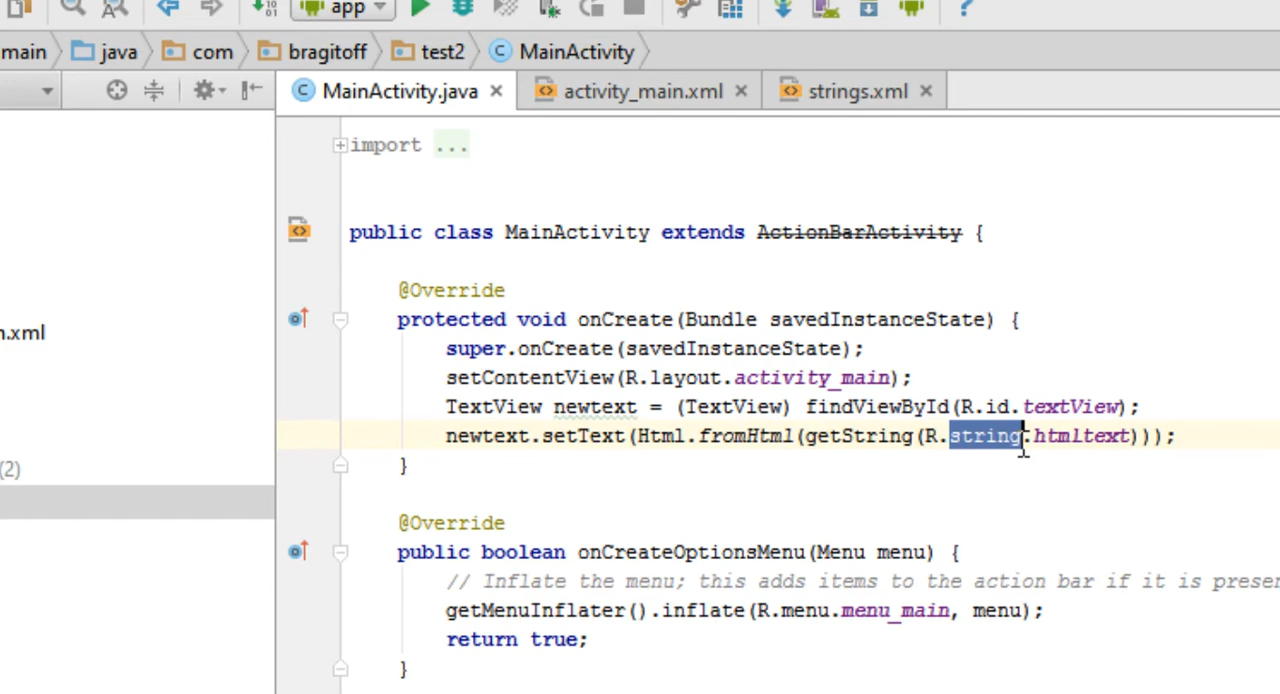 app
main java com bragitoff test2 MainActivity
MainActivity.java activity_main.xml strings.xml
import ...
public class MainActivity extends ActionBarActivity {
@Override
n.xml
protected void onCreate(Bundle savedInstanceState) {
super.onCreate(savedInstanceState);
setContentView(R.layout.activity_main);
TextView newtext = (TextView) findViewById(R.id.textView);
newtext.setText(Html.fromHtml(getString(R.string.htmltext)));
(2)
}
@Override
public boolean onCreateOptionsMenu(Menu menu) {
// Inflate the menu; this adds items to the action bar if it is presen
getMenuInflater().inflate(R.menu.menu_main, menu);
return true;
}